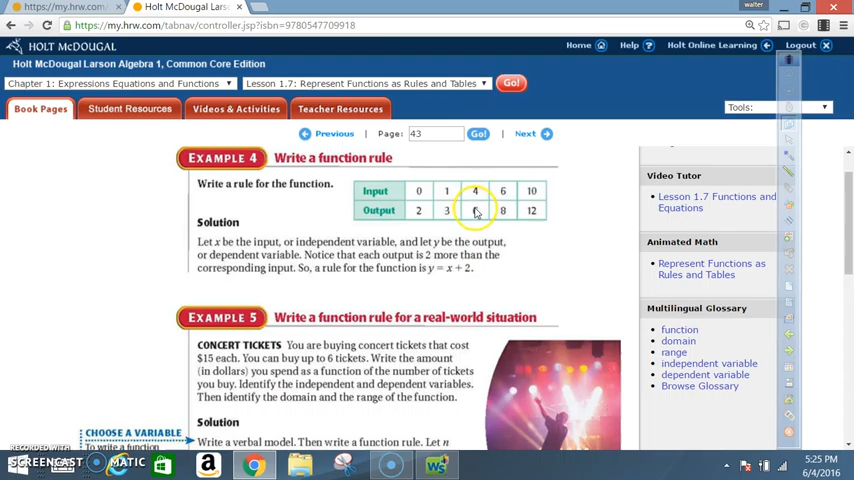 https://my.hrw.com/tabnav/
Holt McDougal Larson
walter
https://my.hrw.com/tabnav/controller.jsp?isbn=9780547709918
HOLT MCDOUGAL
Home
Help
Holt Online Learning
Logout
Holt McDougal Larson Algebra 1, Common Core Edition
Chapter 1: Expressions Equations and Functions
Lesson 1.7: Represent Functions as Rules and Tables
Go!
Book Pages
Student Resources
Videos & Activities
Teacher Resources
Tools:
Previous | Page: 43 Go! | Next
EXAMPLE 4 Write a function rule
Write a rule for the function.
Input 0 1 4 6 10
Output 2 3 8 12
Solution
Let x be the input, or independent variable, and let y be the output,
or dependent variable. Notice that each output is 2 more than the
corresponding input. So, a rule for the function is y = x + 2.
EXAMPLE 5 Write a function rule for a real-world situation
CONCERT TICKETS You are buying concert tickets that cost
$15 each. You can buy up to 6 tickets. Write the amount
(in dollars) you spend as a function of the number of tickets
you buy. Identify the independent and dependent variables.
Then identify the domain and the range of the function.
Solution
CHOOSE A VARIABLE
To write a function
Write a verbal model. Then write a function rule. Let n
Video Tutor
Lesson 1.7 Functions and
Equations
Animated Math
Represent Functions as
Rules and Tables
Multilingual Glossary
function
domain
range
independent variable
dependent variable
Browse Glossary
RECORDED WITH
SCREENCAST MATIC
5:25 PM
6/4/2016